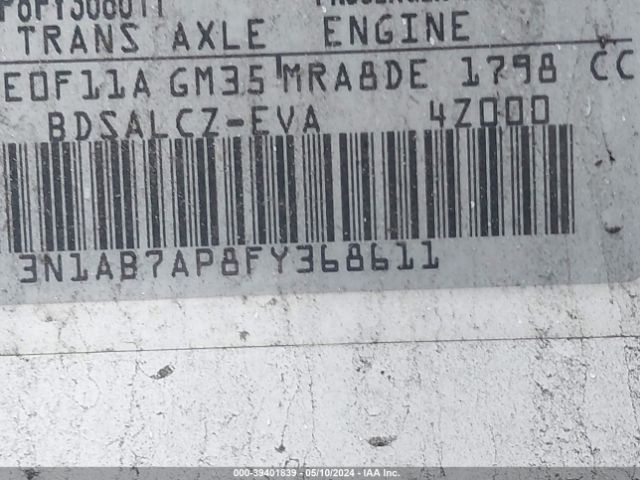 TRANS AXLE ENGINE
E0F11A GM35 MRA8DE 1798 CC
BDSALCZ-EVA 4Z000
3N1AB7AP8FY368611
000-39401839 - 05/10/2024 - IAA Inc.